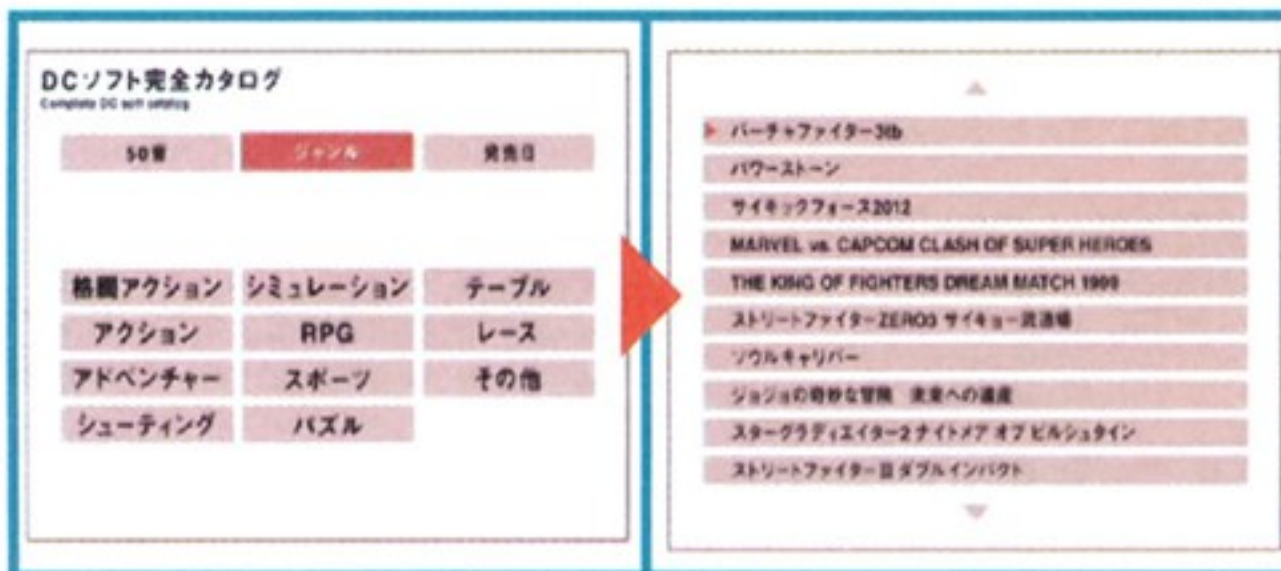 DCソフト完全カタログ
Complete DC soft catalog
50音 ジャンル 発売日
格闘アクション シミュレーション テーブル
アクション RPG レース
アドベンチャー スポーツ その他
シューティング パズル
バーチャファイター3tb
パワーストーン
サイキックフォース2012
MARVEL vs. CAPCOM CLASH OF SUPER HEROES
THE KING OF FIGHTERS DREAM MATCH 1999
ストリートファイターZERO3 サイキョー流道場
ソウルキャリバー
ジョジョの奇妙な冒険 未来への遺産
スターグラディエイター2 ナイトメア オブ ビルシュタイン
ストリートファイターⅢ ダブルインパクト